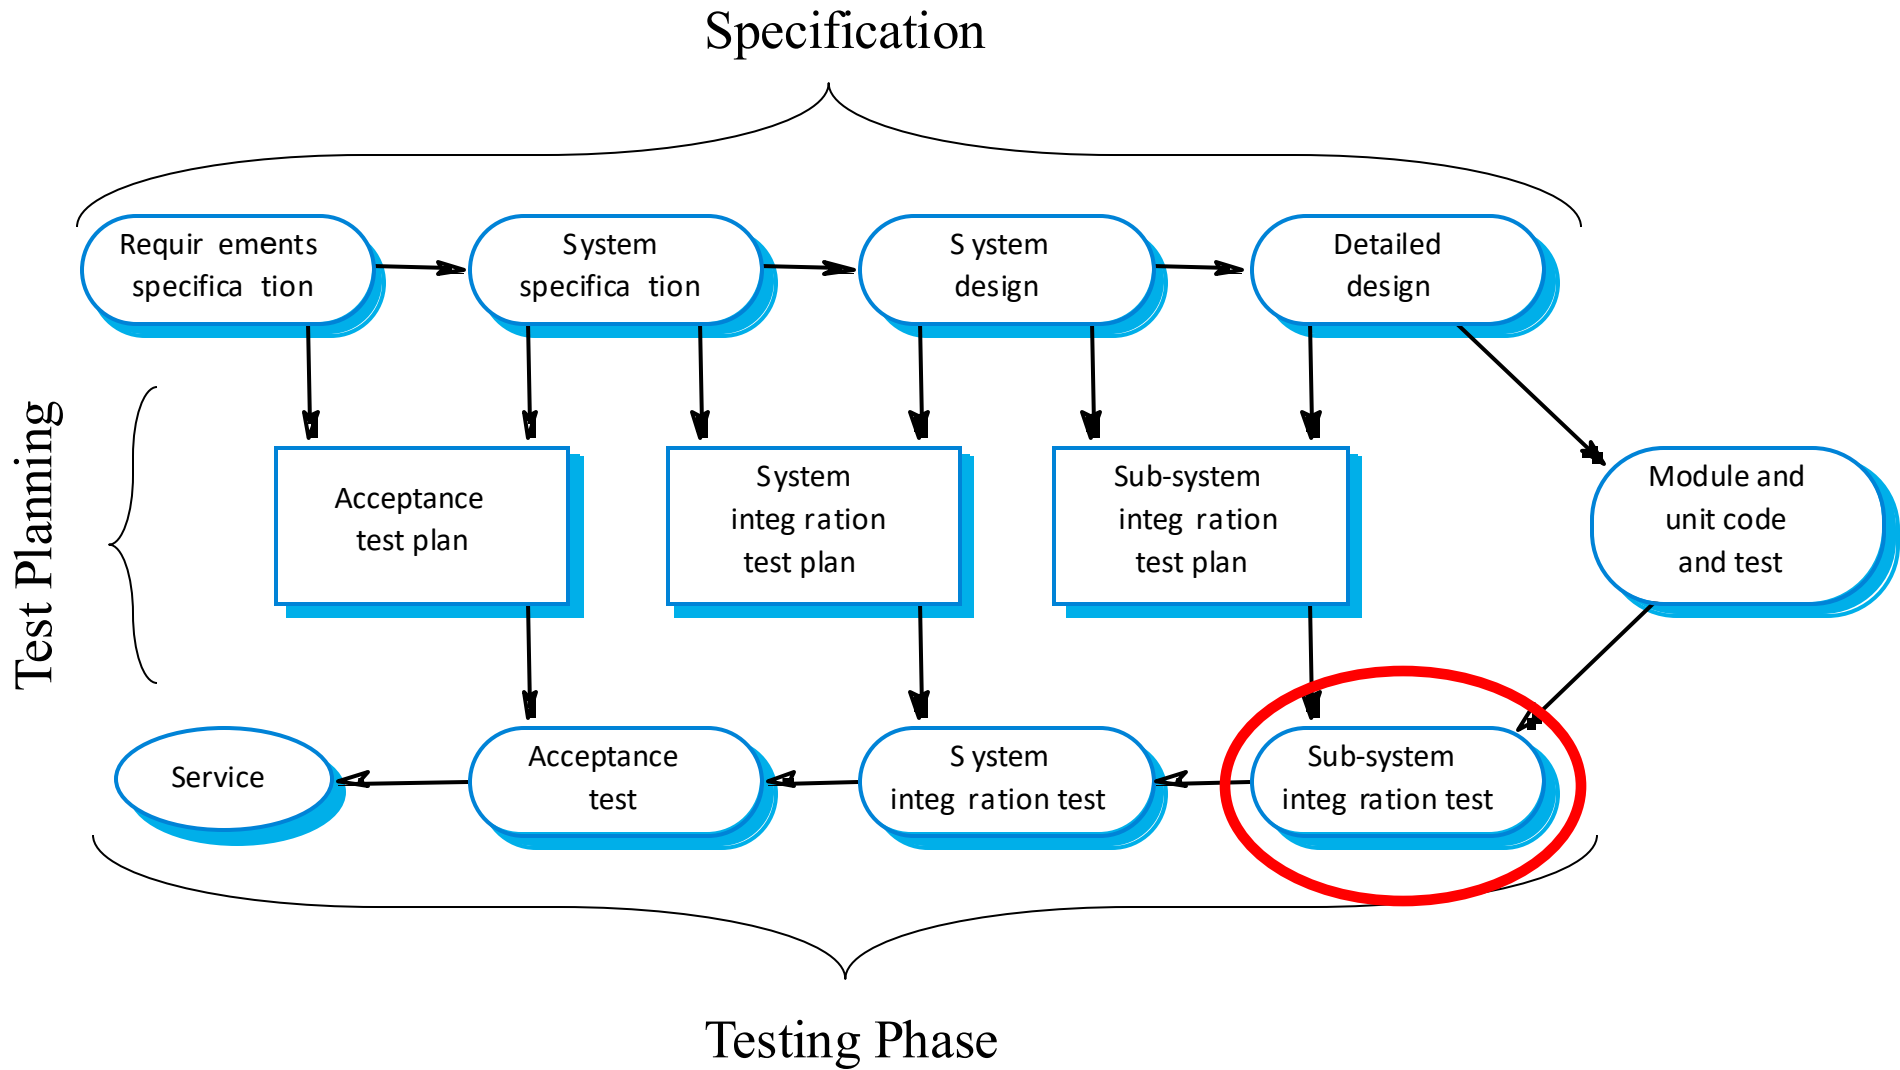 Specification
Requir ements
specifica tion
System
specifica tion
S ystem
design
Detailed
design
Test Planning
Acceptance
test plan
System
integ ration
test plan
Sub-system
integ ration
test plan
Module and
unit code
and test
Service
Acceptance
test
S ystem
integ ration test
Sub-system
integ ration test
Testing Phase